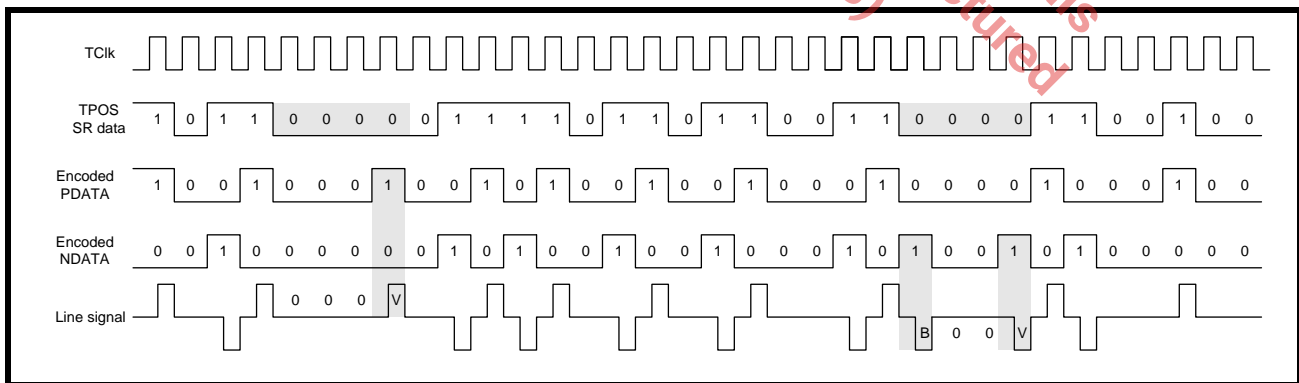 TClk
TPOS
SR data
1 0 1 1 0 0 0 0 0 1 1 1 1 0 1 1 0 1 1 0 0 1 1 0 0 0 0 1 1 0 0 1 0 0
Encoded
PDATA
1 0 0 1 0 0 0 1 0 0 1 0 1 0 0 1 0 0 1 0 0 0 1 0 0 0 0 1 0 0 0 1 0 0
Encoded
NDATA
0 0 1 0 0 0 0 0 0 1 0 1 0 0 1 0 0 1 0 0 0 1 0 1 0 0 1 0 1 0 0 0 0 0
Line signal
0 0 0 V
B 0 0 V